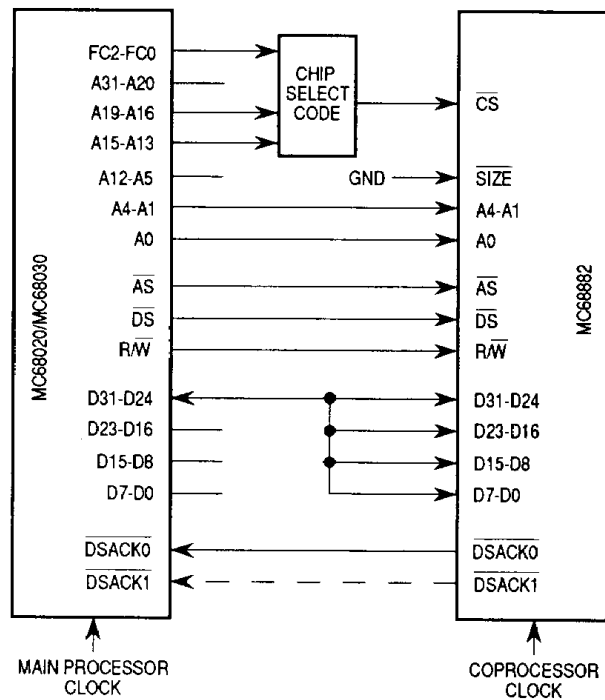 MC68020/MC68030
FC2-FC0
A31-A20
A19-A16
A15-A13
A12-A5
A4-A1
A0
AS
DS
R/W
D31-D24
D23-D16
D15-D8
D7-D0
DSACK0
DSACK1
CHIP
SELECT
CODE
GND
MC68882
CS
SIZE
A4-A1
A0
AS
DS
R/W
D31-D24
D23-D16
D15-D8
D7-D0
DSACK0
DSACK1
MAIN PROCESSOR
CLOCK
COPROCESSOR
CLOCK